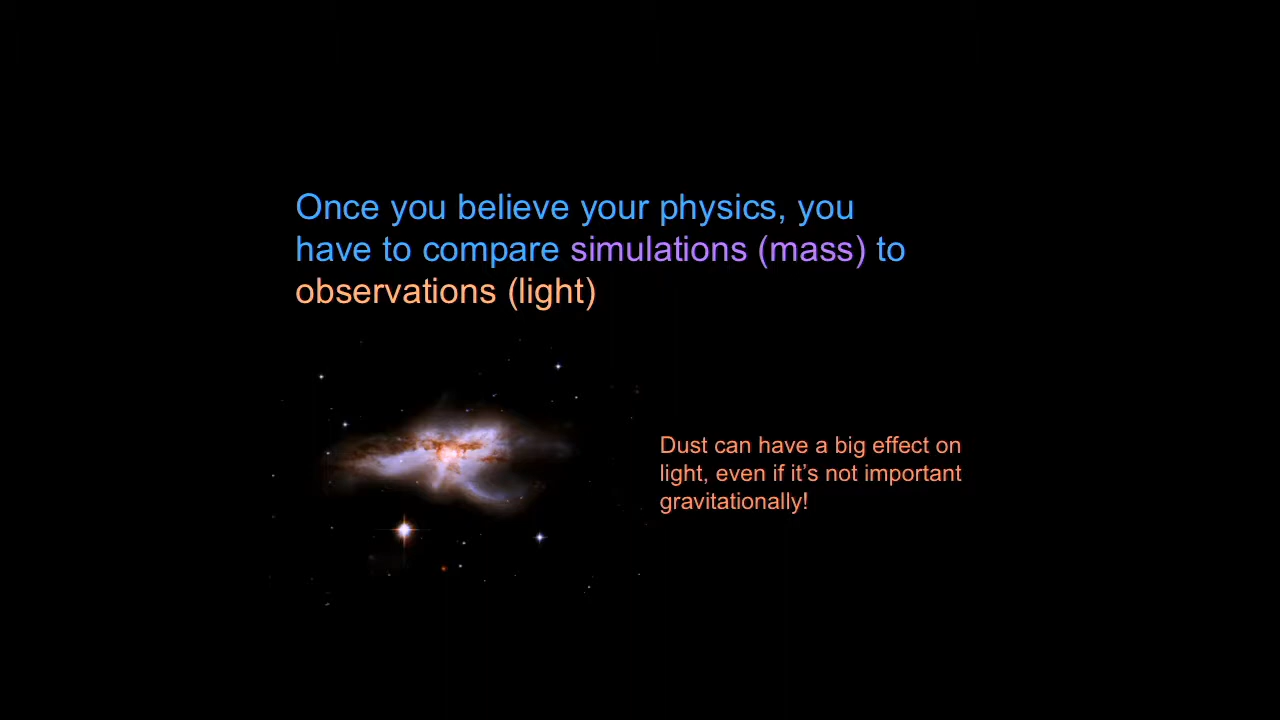 Once you believe your physics, you
have to compare simulations (mass) to
observations (light)
Dust can have a big effect on
light, even if it’s not important
gravitationally!